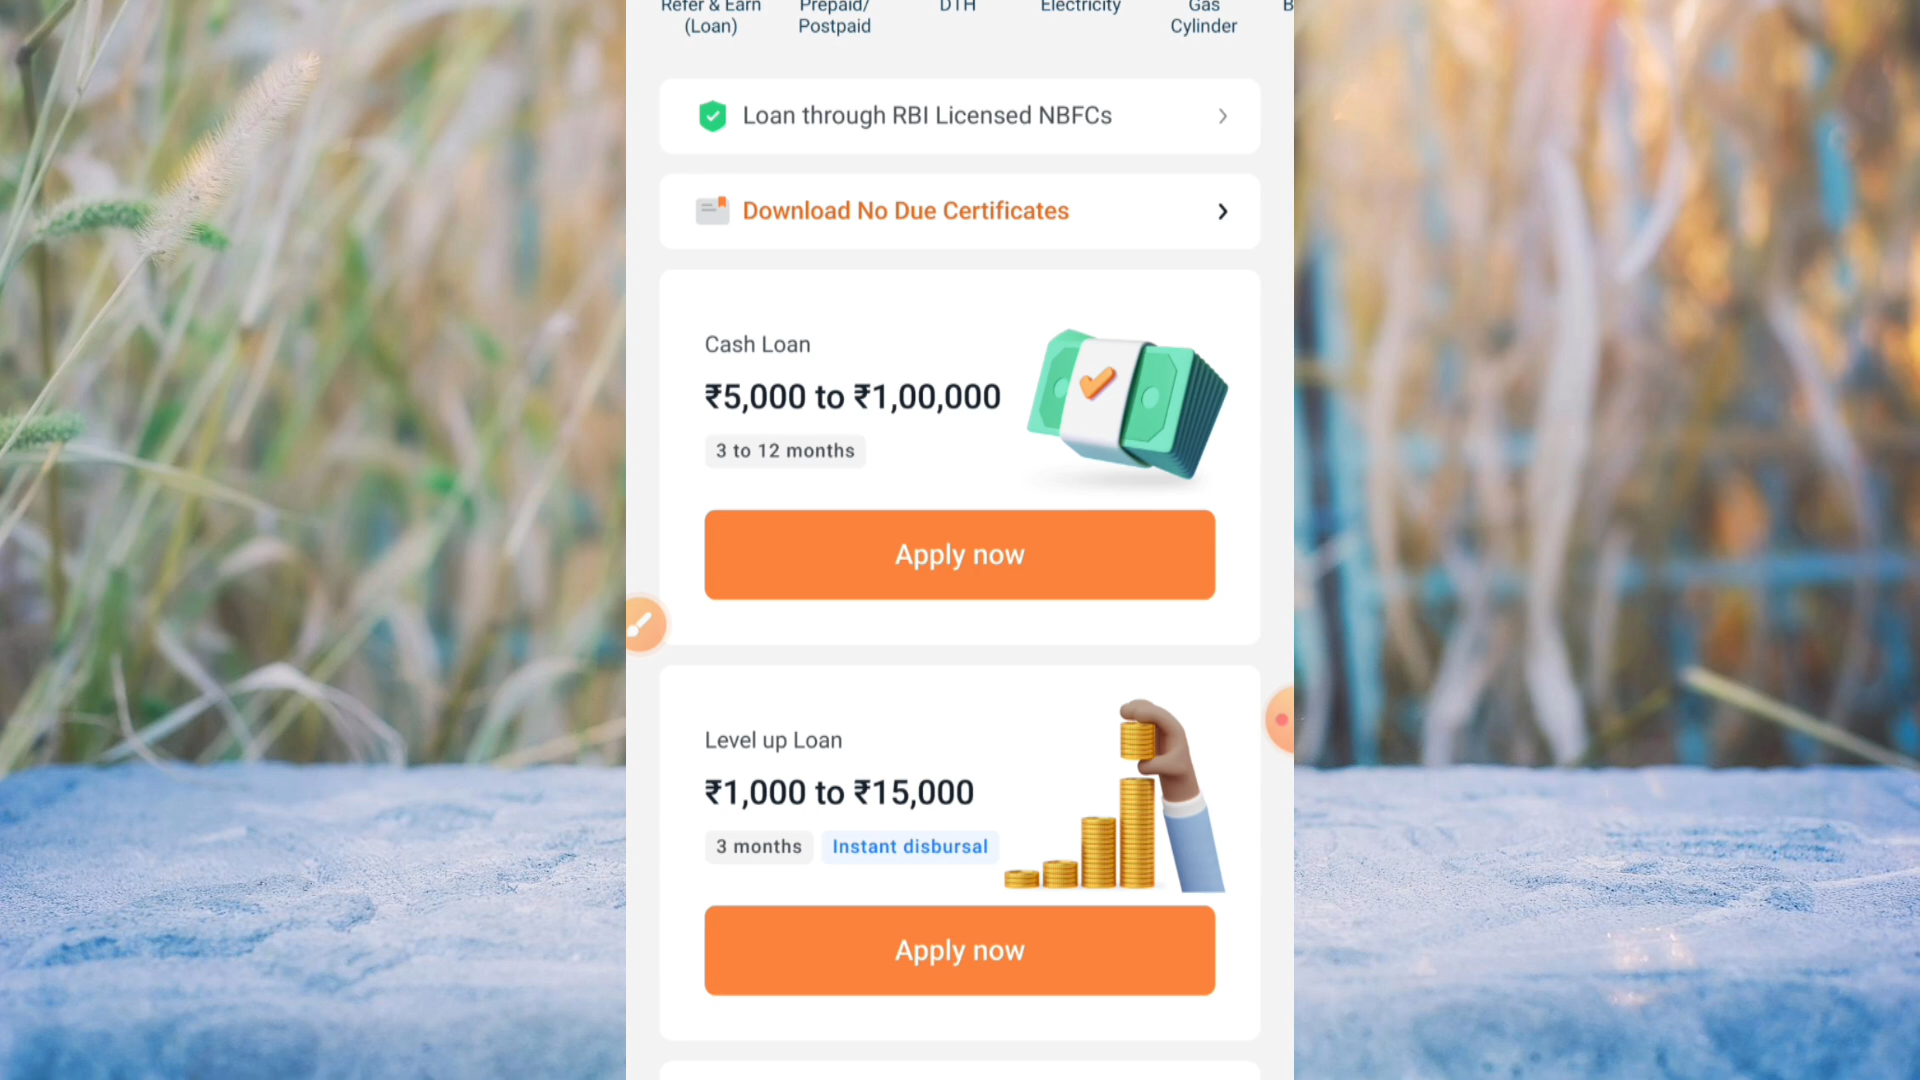 Refer & Earn Prepaid/ DTH Electricity Gas B
(Loan) Postpaid Cylinder
Loan through RBI Licensed NBFCs
Download No Due Certificates
Cash Loan
₹5,000 to ₹1,00,000
3 to 12 months
Apply now
Level up Loan
₹1,000 to ₹15,000
3 months Instant disbursal
Apply now